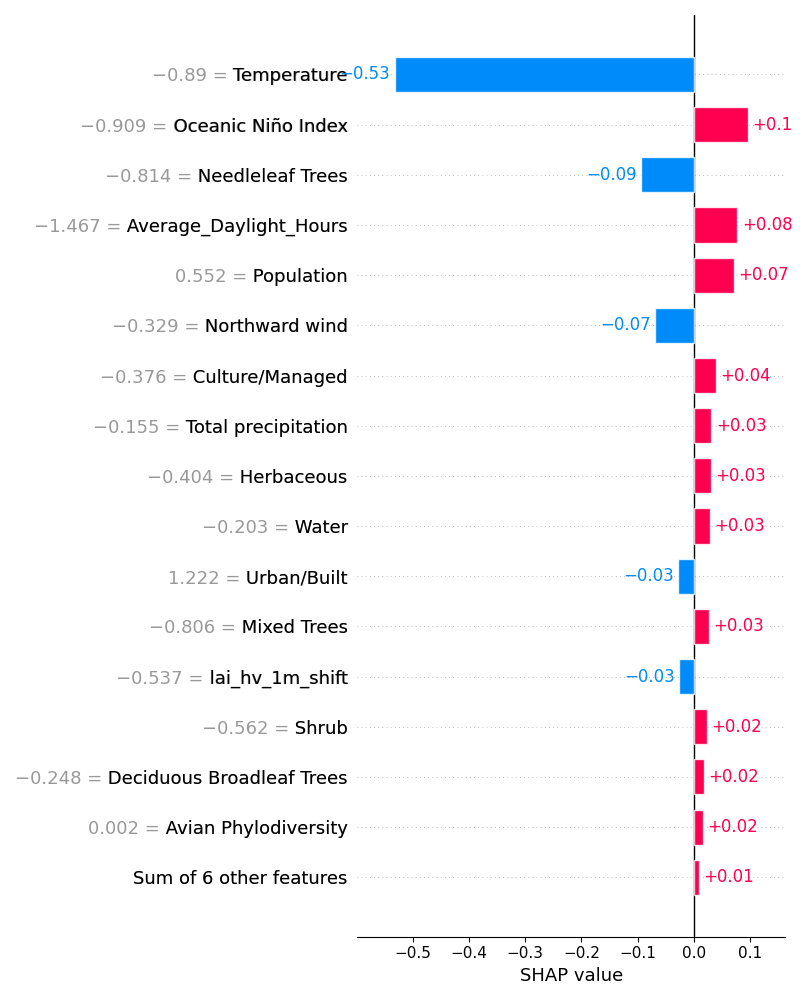 −0.89 = Temperature −0.53
−0.909 = Oceanic Niño Index +0.1
−0.814 = Needleleaf Trees −0.09
−1.467 = Average_Daylight_Hours +0.08
0.552 = Population +0.07
−0.329 = Northward wind −0.07
−0.376 = Culture/Managed +0.04
−0.155 = Total precipitation +0.03
−0.404 = Herbaceous +0.03
−0.203 = Water +0.03
1.222 = Urban/Built −0.03
−0.806 = Mixed Trees +0.03
−0.537 = lai_hv_1m_shift −0.03
−0.562 = Shrub +0.02
−0.248 = Deciduous Broadleaf Trees +0.02
0.002 = Avian Phylodiversity +0.02
Sum of 6 other features +0.01
−0.5 −0.4 −0.3 −0.2 −0.1 0.0 0.1
SHAP value